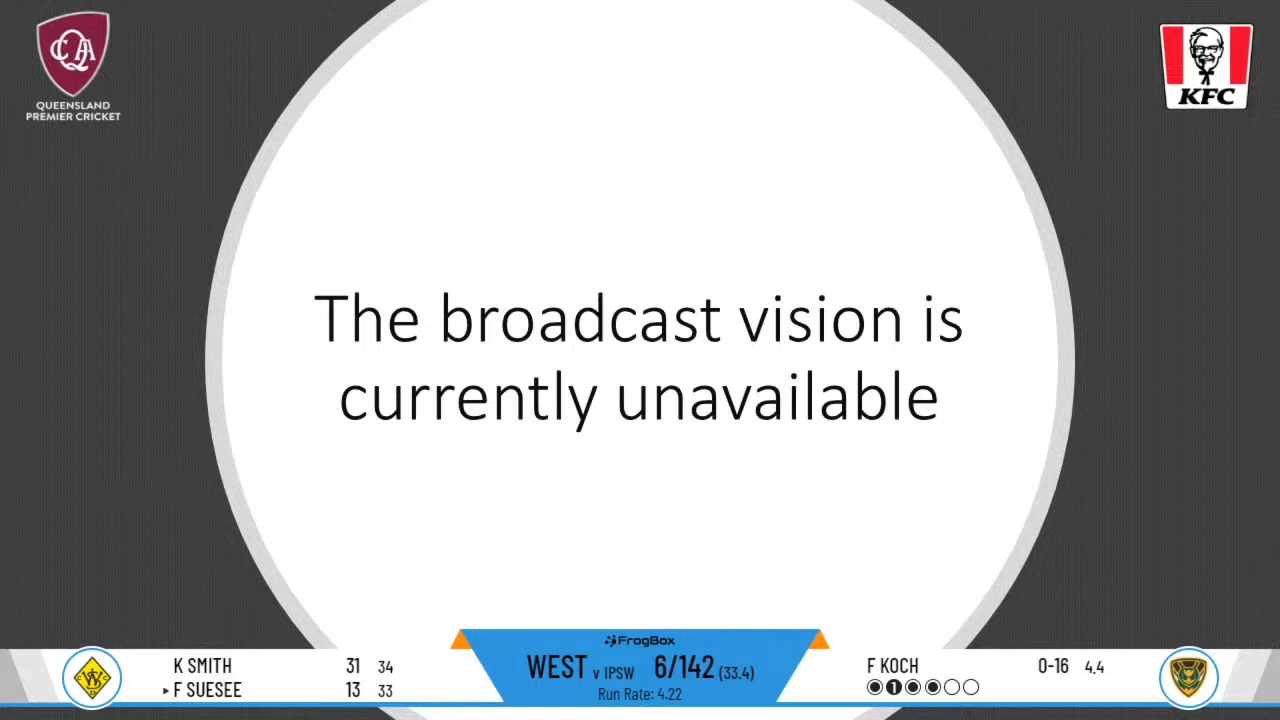 QUEENSLAND
PREMIER CRICKET
KFC
The broadcast vision is
currently unavailable
FrogBox
K SMITH 31 34
F SUESEE 13 33
WEST v IPSW 6/142 (33.4)
Run Rate: 4.22
F KOCH 0-16 4.4
1